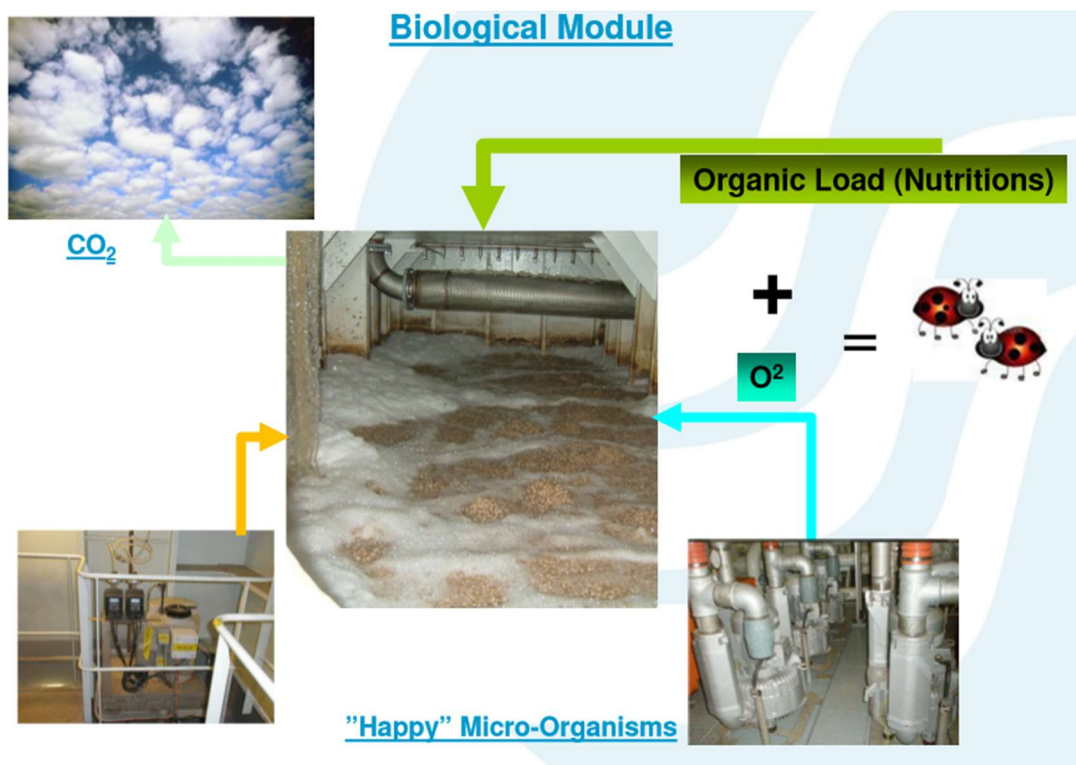 Biological Module
Organic Load (Nutritions)
CO₂
+
=
O²
”Happy” Micro-Organisms